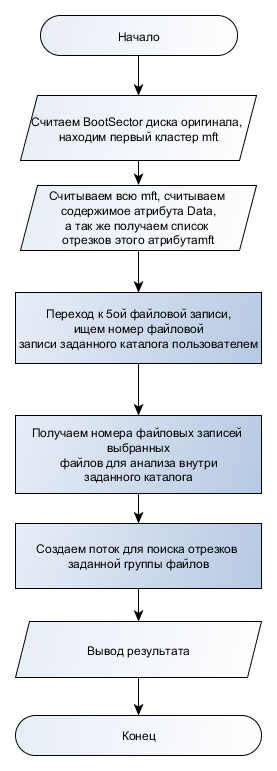 Начало
Считаем BootSector диска оригинала,
находим первый кластер mft
Считываем всю mft, считываем
содержимое атрибута Data,
а так же получаем список
отрезков этого атрибутаmft
Переход к 5ой файловой записи,
ищем номер файловой
записи заданного каталога пользователем
Получаем номера файловых записей
выбранных
файлов для анализа внутри
заданного каталога
Создаем поток для поиска отрезков
заданной группы файлов
Вывод результата
Конец